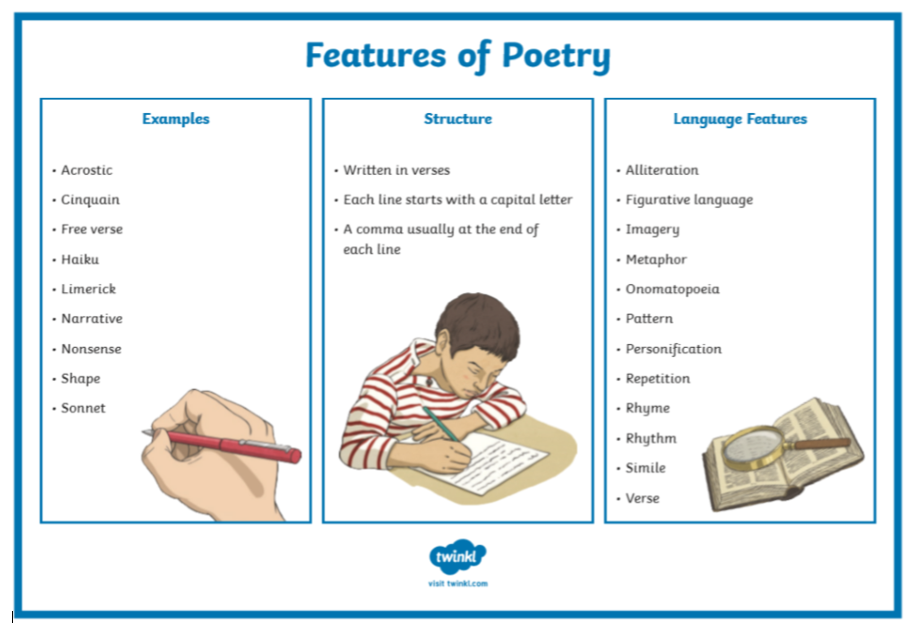 Features of Poetry
Examples
• Acrostic
• Cinquain
• Free verse
• Haiku
• Limerick
• Narrative
• Nonsense
• Shape
• Sonnet
Structure
• Written in verses
• Each line starts with a capital letter
• A comma usually at the end of
each line
Language Features
• Alliteration
• Figurative language
• Imagery
• Metaphor
• Onomatopoeia
• Pattern
• Personification
• Repetition
• Rhyme
• Rhythm
• Simile
• Verse
twinkl
visit twinkl.com